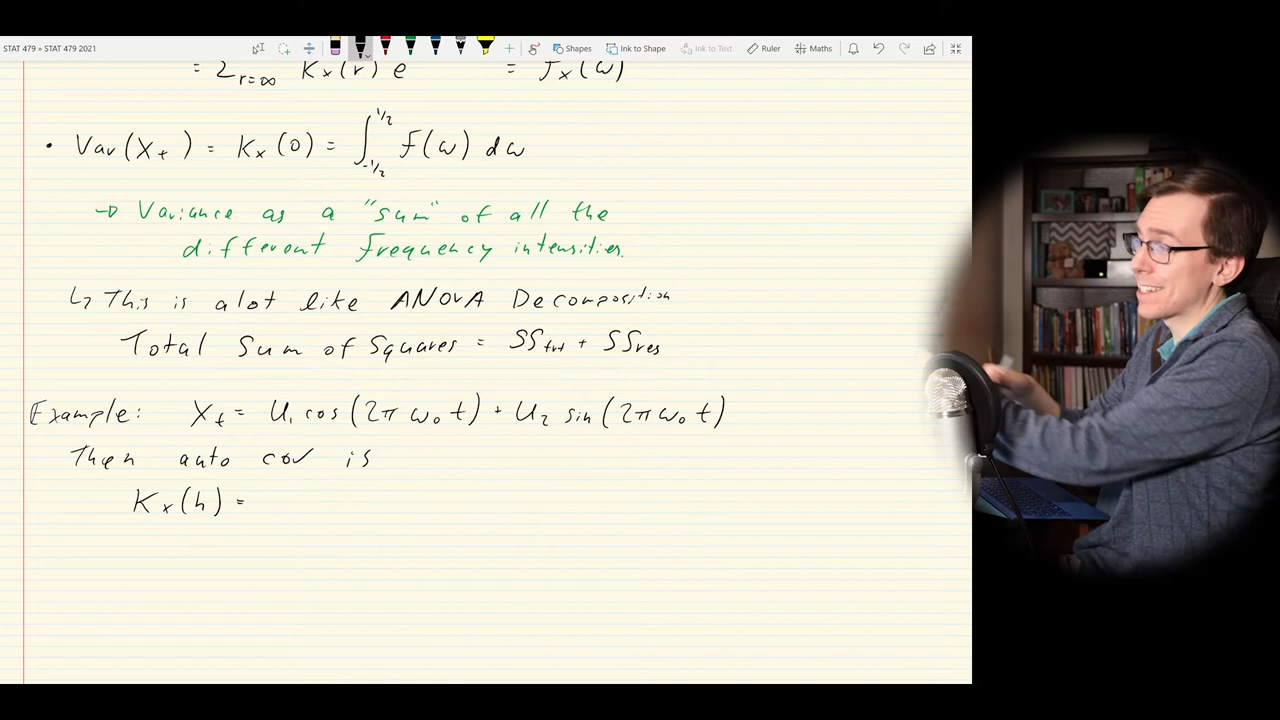 STAT 479 » STAT 479 2021
Shapes Ink to Shape Ink to Text Ruler Maths
= Σ r=∞ Kx(r) e = fx(ω)
• Var(Xt) = Kx(0) = ∫_{-1/2}^{1/2} f(ω) dω
→ Variance as a "sum" of all the
different frequency intensities.
↳ This is a lot like ANOVA Decomposition
Total Sum of Squares = SStrt + SSres
Example: Xt = U1 cos(2π ω0 t) + U2 sin(2π ω0 t)
Then auto cov is
Kx(h) =